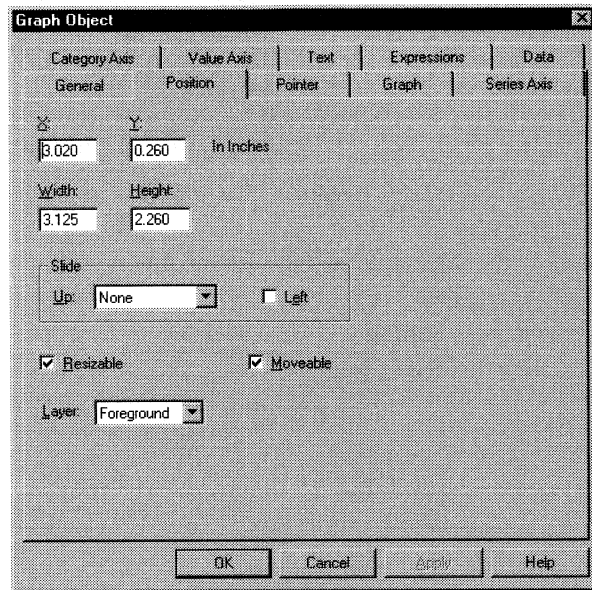 Graph Object
Category Axis Value Axis Text Expressions Data
General Position Pointer Graph Series Axis
X: Y:
3.020 0.260 In Inches
Width: Height:
3.125 2.260
Slide
Up: None Left
Resizable Moveable
Layer: Foreground
OK Cancel Apply Help